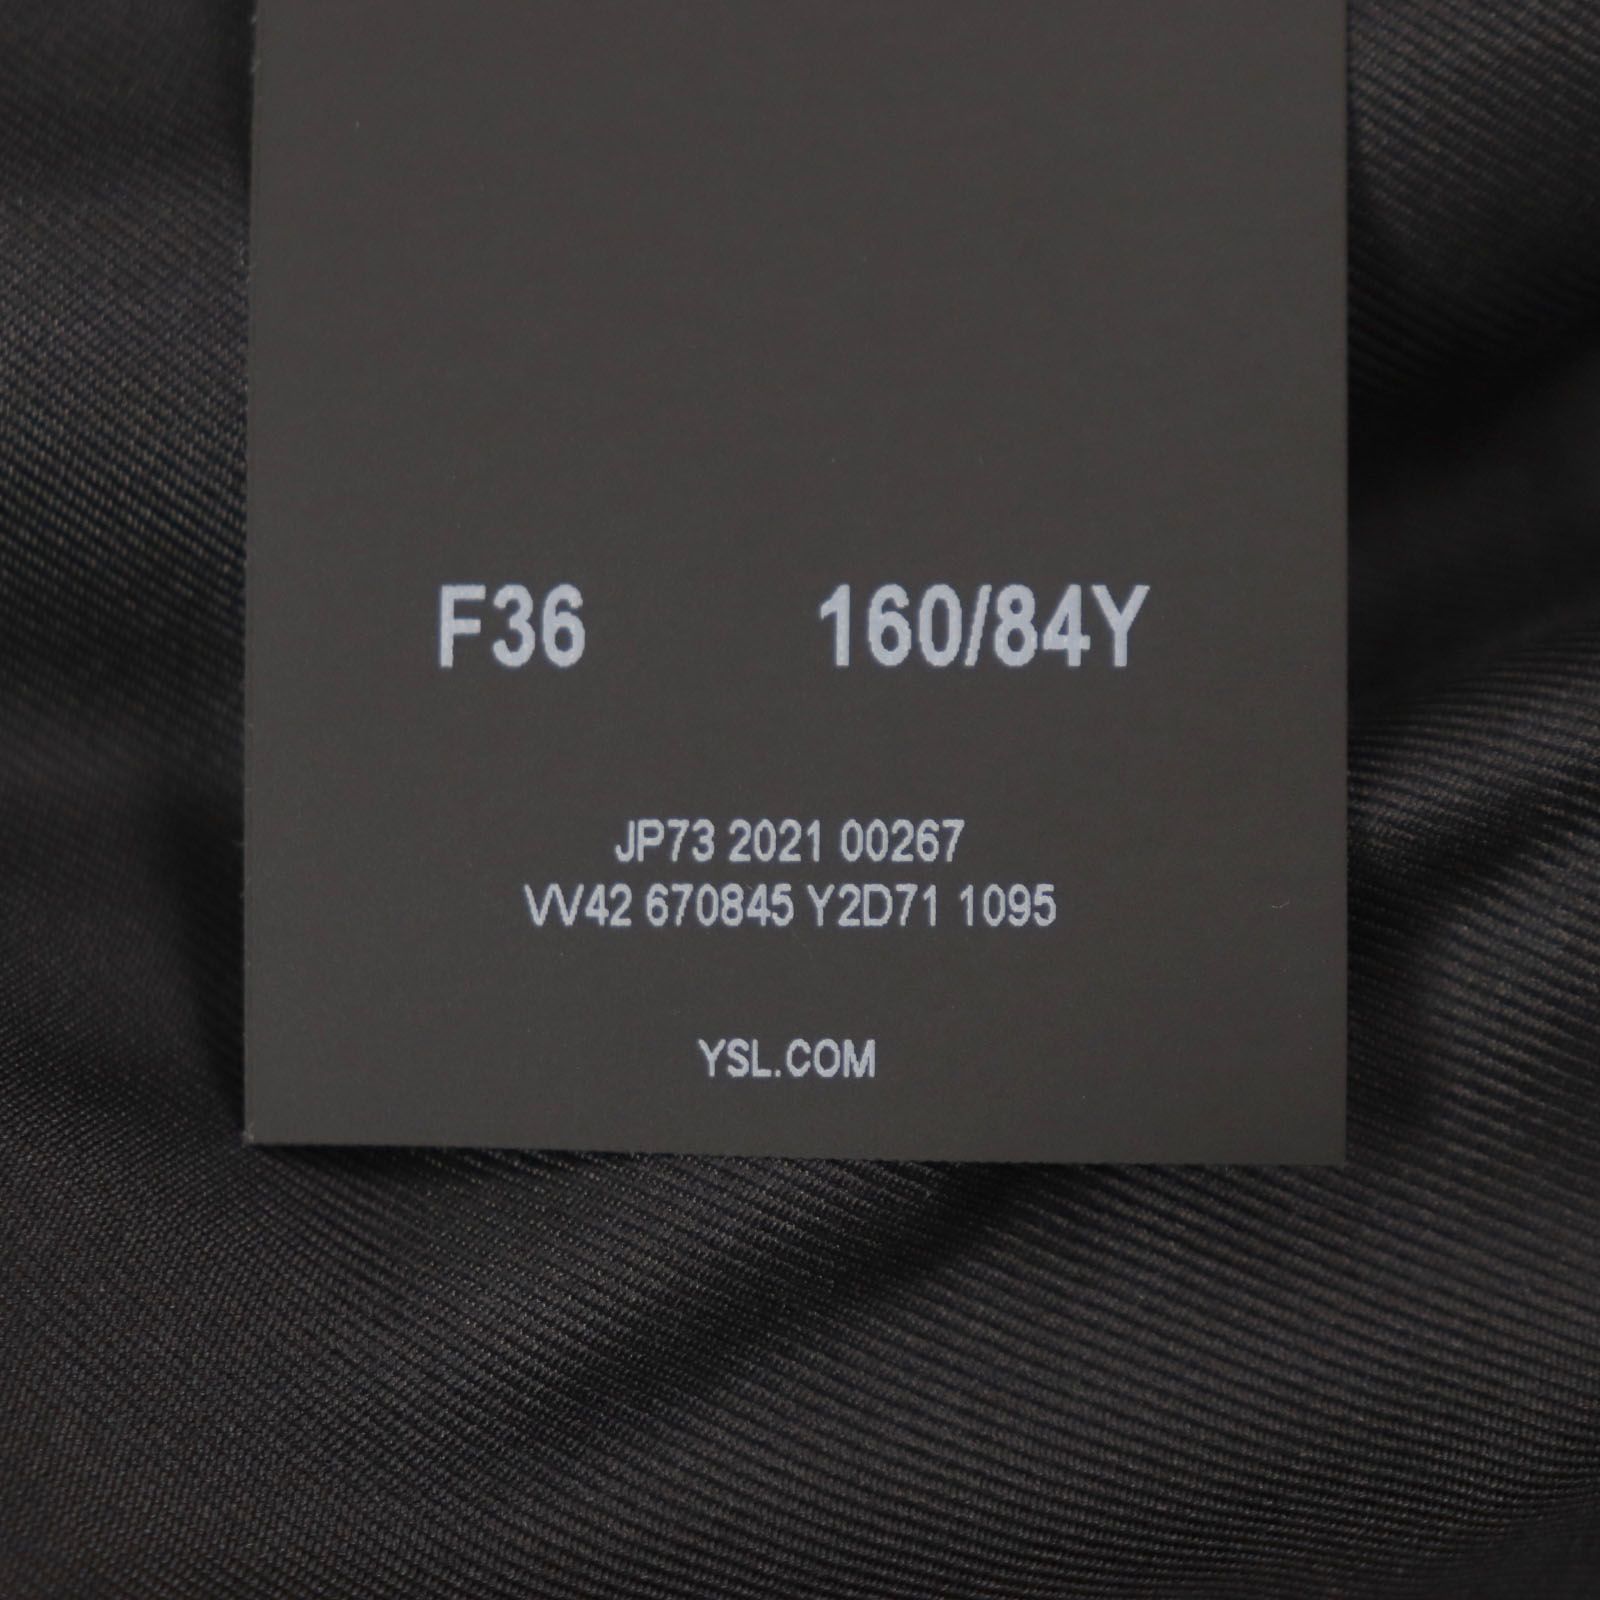 F36 160/84Y
JP73 2021 00267
VV42 670845 Y2D71 1095
YSL.COM